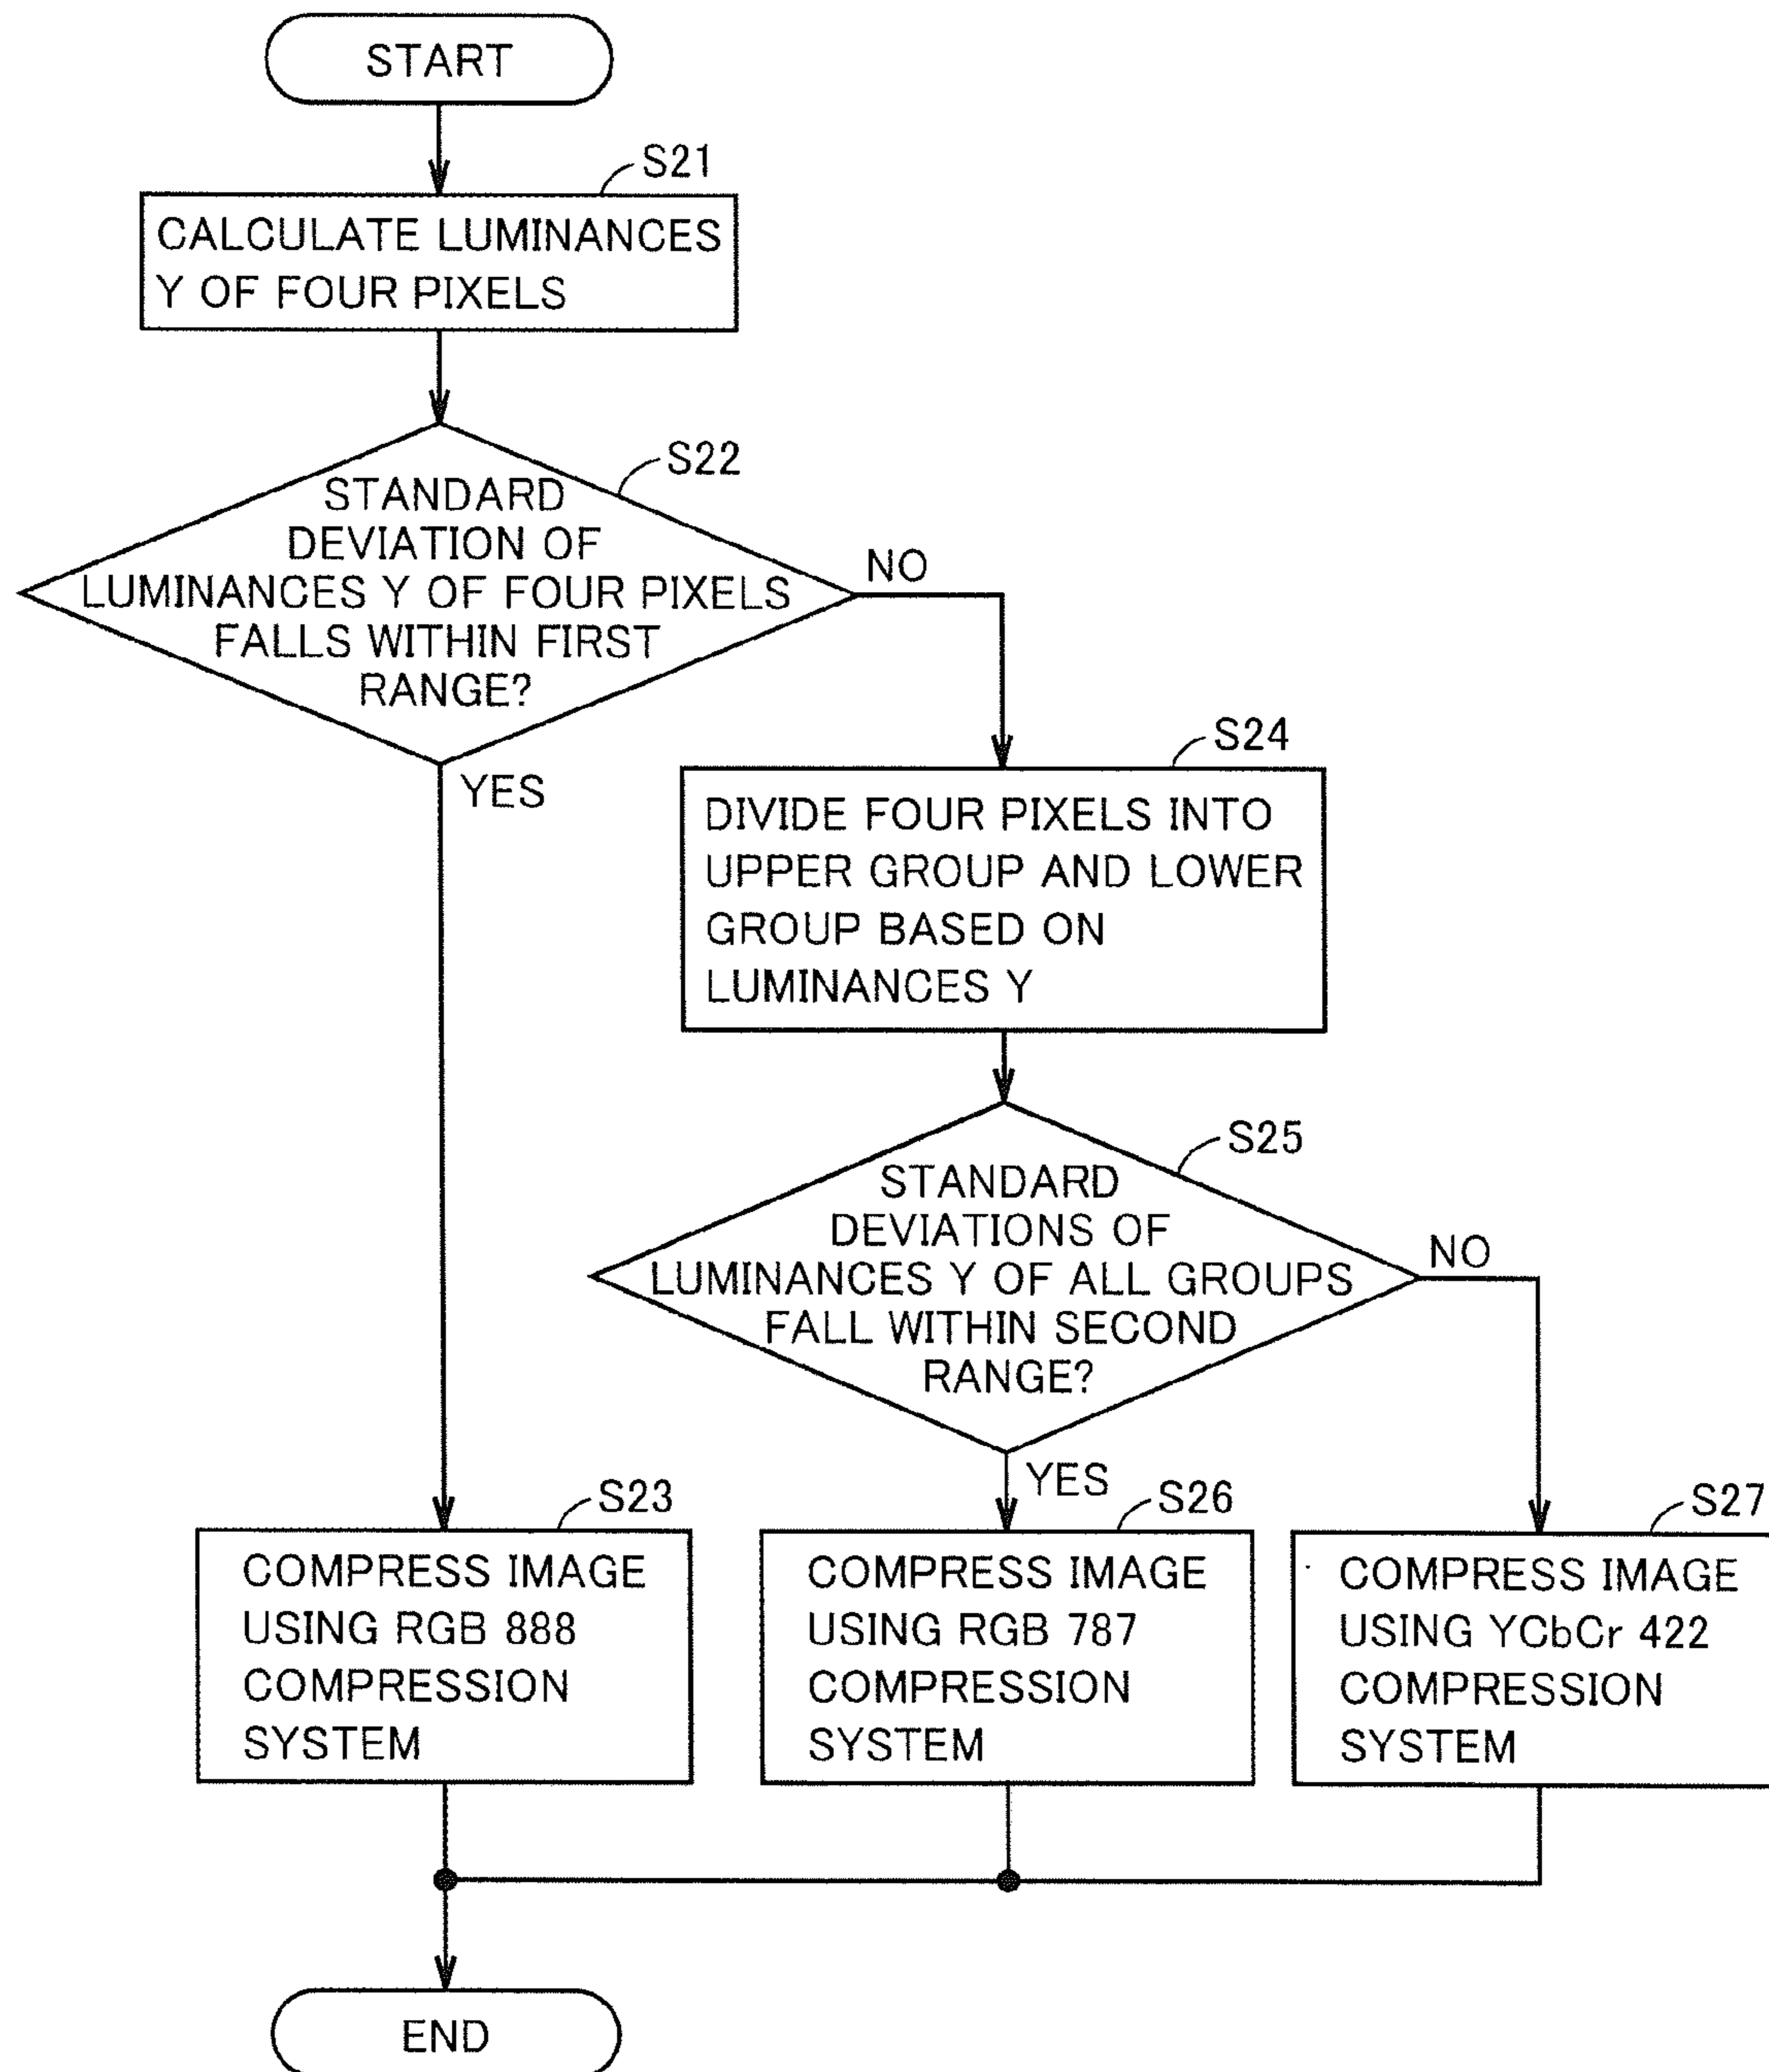 START
S21
CALCULATE LUMINANCES
Y OF FOUR PIXELS
S22
STANDARD
DEVIATION OF
LUMINANCES Y OF FOUR PIXELS
FALLS WITHIN FIRST
RANGE?
NO
YES
S24
DIVIDE FOUR PIXELS INTO
UPPER GROUP AND LOWER
GROUP BASED ON
LUMINANCES Y
S25
STANDARD
DEVIATIONS OF
LUMINANCES Y OF ALL GROUPS
FALL WITHIN SECOND
RANGE?
NO
YES
S23
COMPRESS IMAGE
USING RGB 888
COMPRESSION
SYSTEM
S26
COMPRESS IMAGE
USING RGB 787
COMPRESSION
SYSTEM
S27
COMPRESS IMAGE
USING YCbCr 422
COMPRESSION
SYSTEM
END